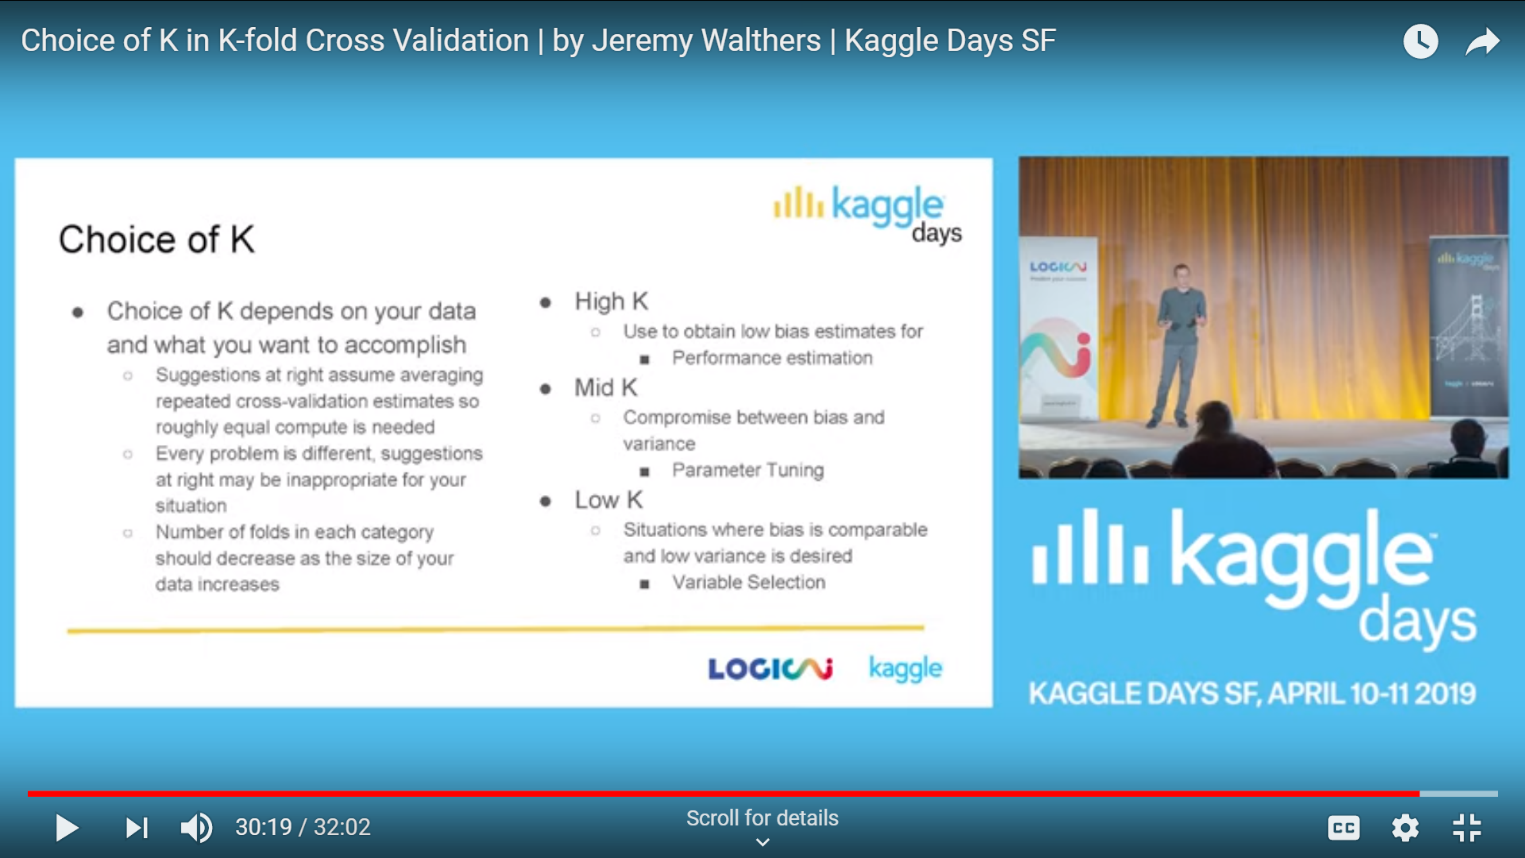 Choice of K in K-fold Cross Validation | by Jeremy Walthers | Kaggle Days SF
kaggle
days
Choice of K
Choice of K depends on your data
and what you want to accomplish
Suggestions at right assume averaging
repeated cross-validation estimates so
roughly equal compute is needed
Every problem is different, suggestions
at right may be inappropriate for your
situation
Number of folds in each category
should decrease as the size of your
data increases
High K
Use to obtain low bias estimates for
Performance estimation
Mid K
Compromise between bias and
variance
Parameter Tuning
Low K
Situations where bias is comparable
and low variance is desired
Variable Selection
LOGICAI kaggle
LOGICAI
kaggle
kaggle
days
KAGGLE DAYS SF, APRIL 10-11 2019
30:19 / 32:02
Scroll for details
CC